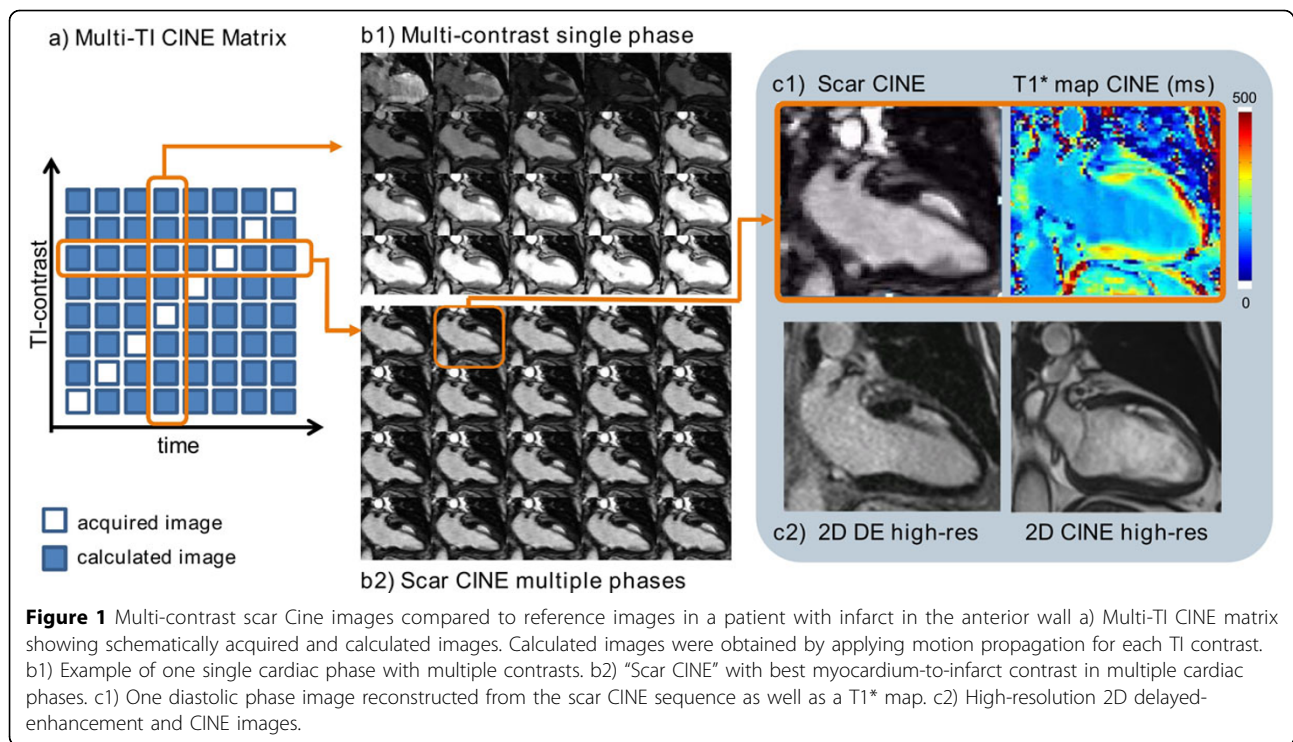 a) Multi-TI CINE Matrix
TI-contrast
time
acquired image
calculated image
b1) Multi-contrast single phase
b2) Scar CINE multiple phases
c1) Scar CINE
T1* map CINE (ms)
500
0
c2) 2D DE high-res
2D CINE high-res
Figure 1 Multi-contrast scar Cine images compared to reference images in a patient with infarct in the anterior wall a) Multi-TI CINE matrix
showing schematically acquired and calculated images. Calculated images were obtained by applying motion propagation for each TI contrast.
b1) Example of one single cardiac phase with multiple contrasts. b2) “Scar CINE” with best myocardium-to-infarct contrast in multiple cardiac
phases. c1) One diastolic phase image reconstructed from the scar CINE sequence as well as a T1* map. c2) High-resolution 2D delayed-
enhancement and CINE images.